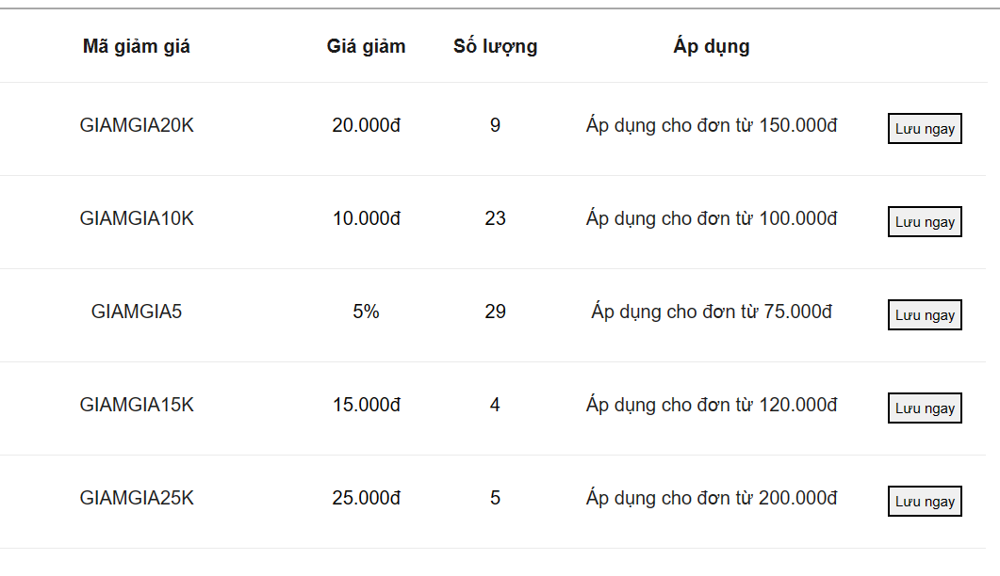 Mã giảm giá Giá giảm Số lượng Áp dụng
GIAMGIA20K 20.000đ 9 Áp dụng cho đơn từ 150.000đ Lưu ngay
GIAMGIA10K 10.000đ 23 Áp dụng cho đơn từ 100.000đ Lưu ngay
GIAMGIA5 5% 29 Áp dụng cho đơn từ 75.000đ Lưu ngay
GIAMGIA15K 15.000đ 4 Áp dụng cho đơn từ 120.000đ Lưu ngay
GIAMGIA25K 25.000đ 5 Áp dụng cho đơn từ 200.000đ Lưu ngay